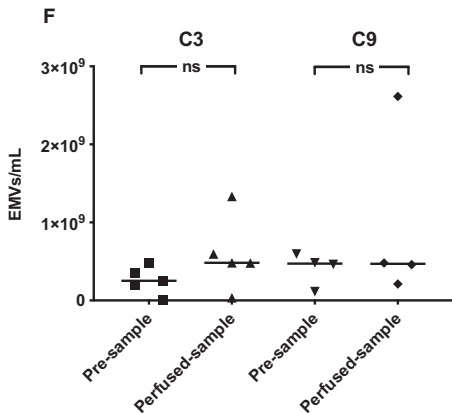 F
C3 C9
ns ns
3×10⁹
2×10⁹
1×10⁹
0
EMVs/mL
Pre-sample
Perfused-sample
Pre-sample
Perfused-sample